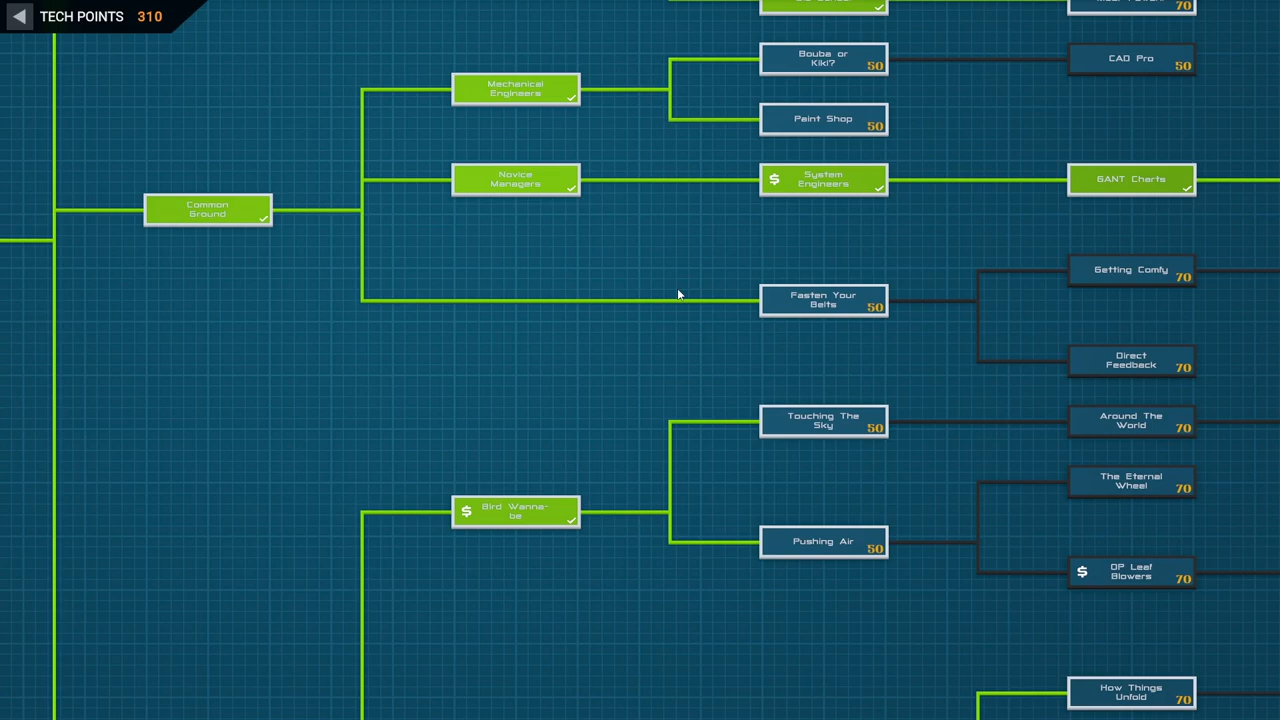 TECH POINTS 310
70
Bouba or
Kiki?
50
CAD Pro
50
Mechanical
Engineers
Paint Shop
50
Novice
Managers
$
System
Engineers
GANT Charts
Common
Ground
Getting Comfy
70
Fasten Your
Belts
50
Direct
Feedback
70
Touching The
Sky
50
Around The
World
70
The Eternal
Wheel
70
$
Bird Wanna-
be
Pushing Air
50
$
OP Leaf
Blowers
70
How Things
Unfold
70